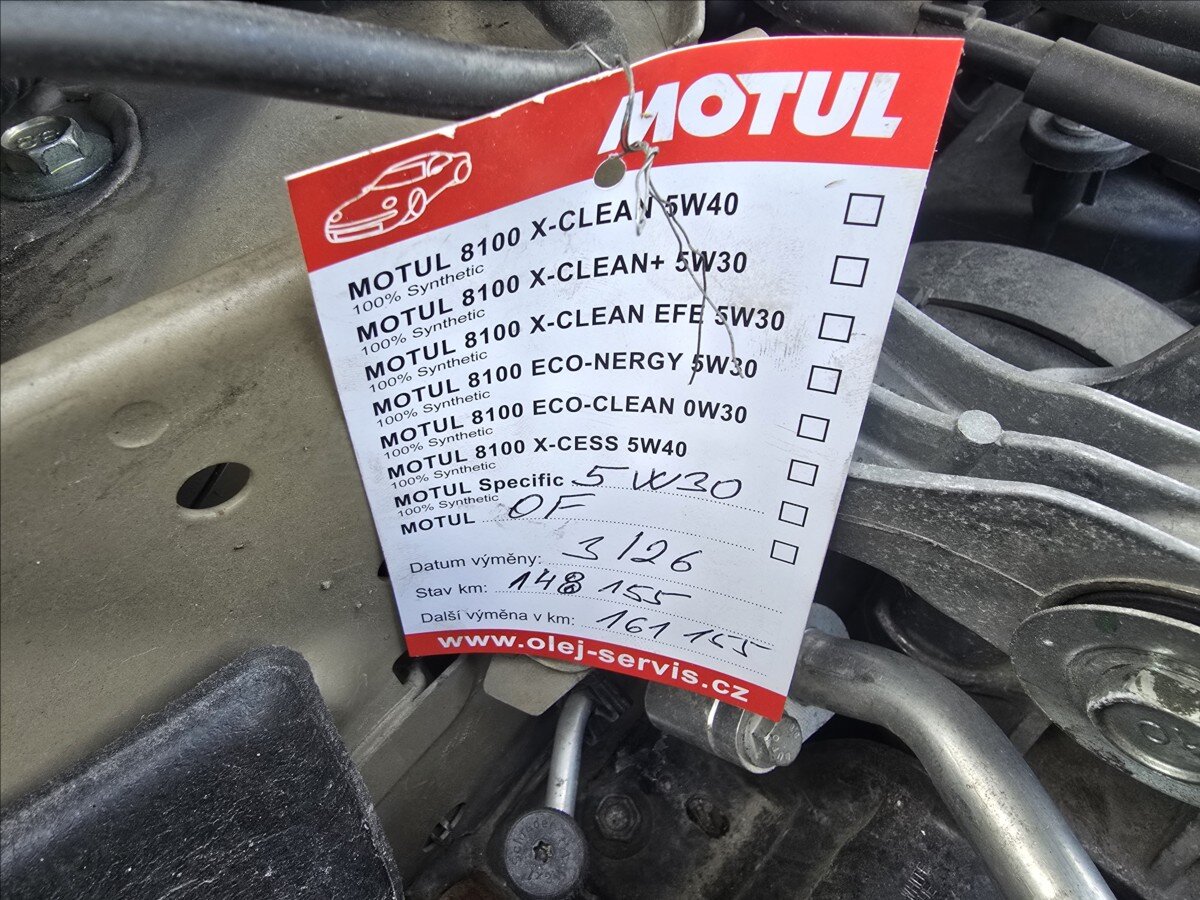 MOTUL
MOTUL 8100 X-CLEAN 5W40
100% Synthetic
MOTUL 8100 X-CLEAN+ 5W30
100% Synthetic
MOTUL 8100 X-CLEAN EFE 5W30
100% Synthetic
MOTUL 8100 ECO-NERGY 5W30
100% Synthetic
MOTUL 8100 ECO-CLEAN 0W30
100% Synthetic
MOTUL 8100 X-CESS 5W40
100% Synthetic
MOTUL Specific 5W30
100% Synthetic
MOTUL OF
Datum výměny: 3/26
Stav km: 148 155
Další výměna v km: 161 155
www.olej-servis.cz